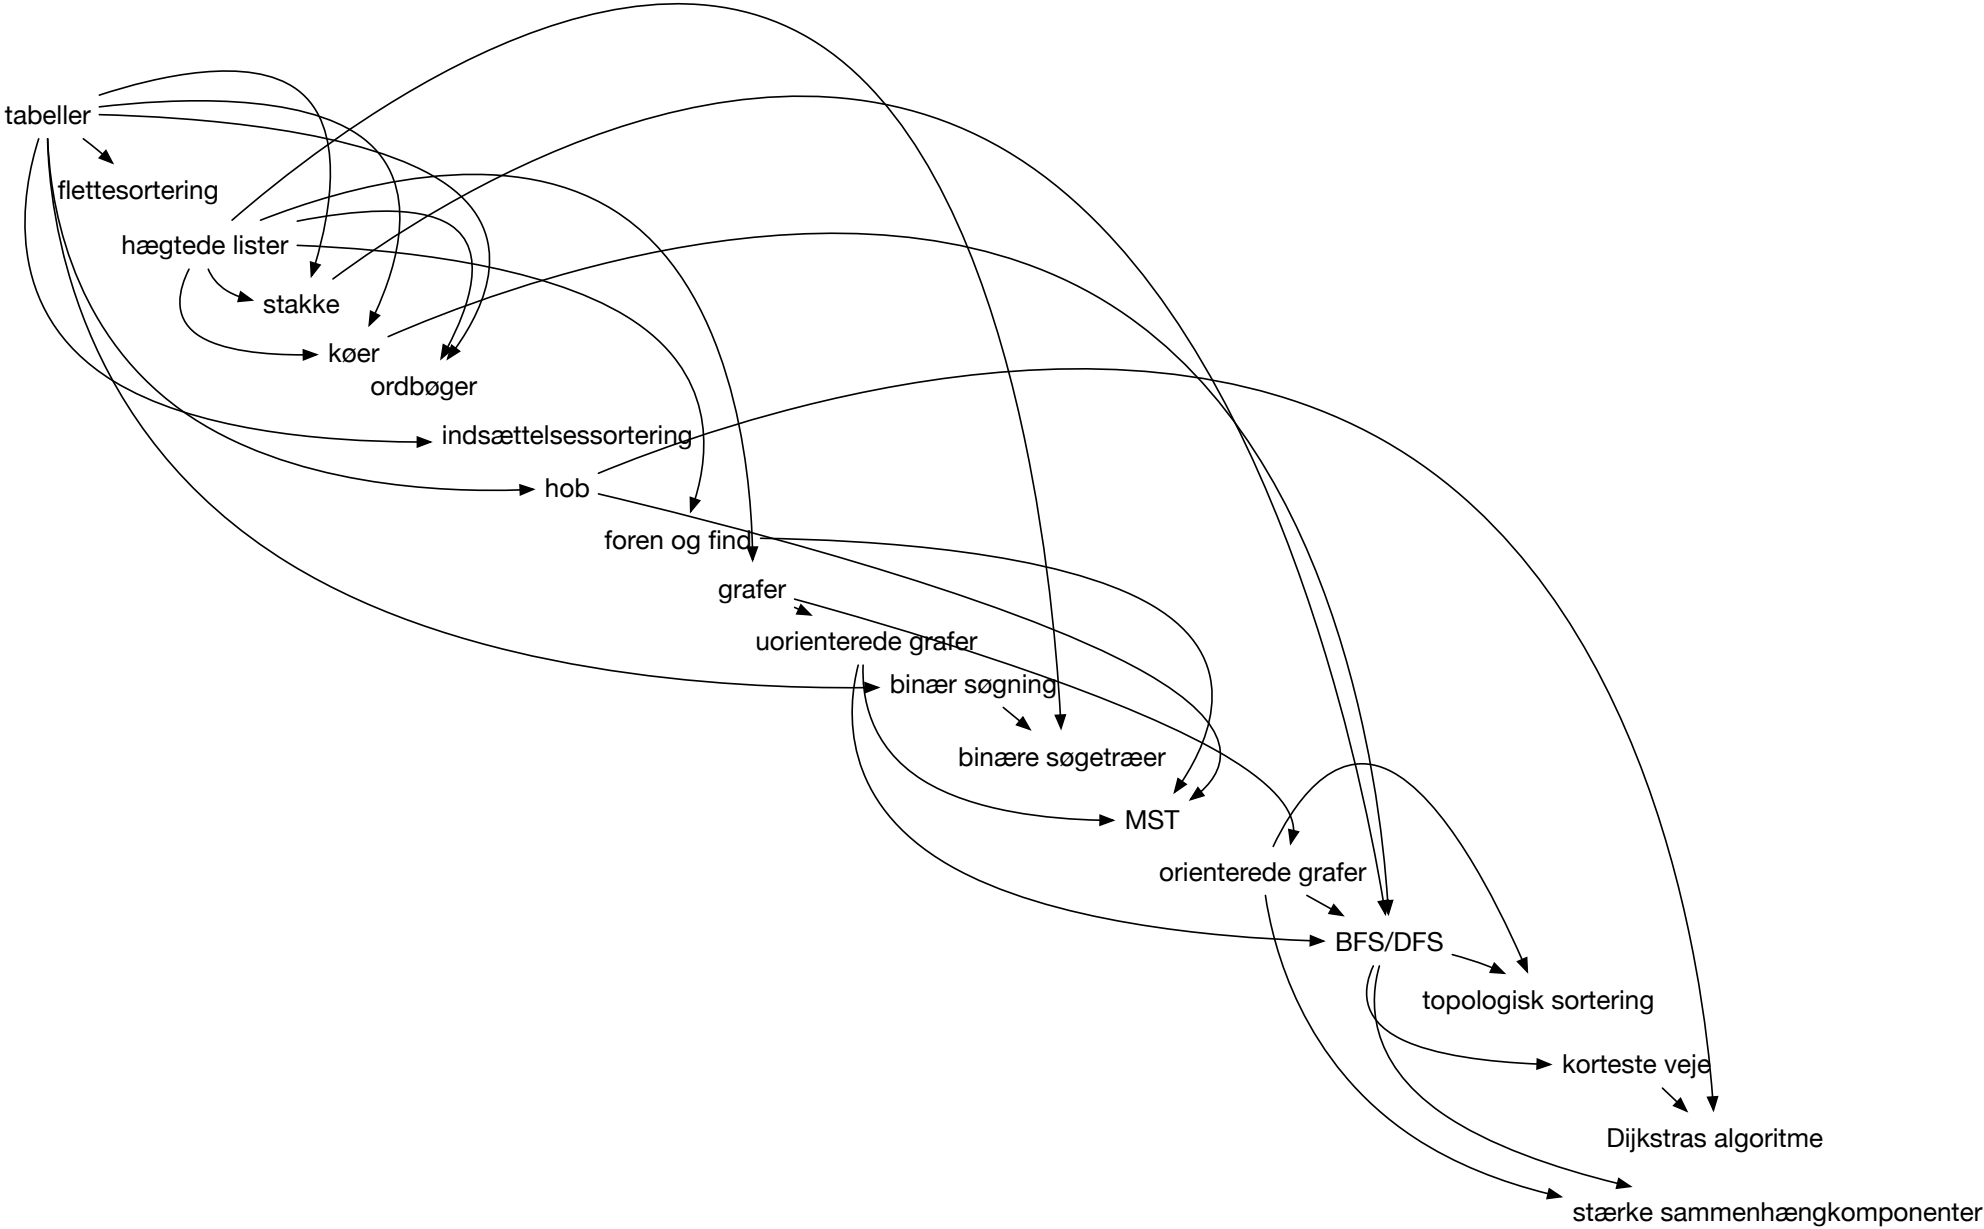 tabeller
flettesortering
hægtede lister
stakke
køer
ordbøger
indsættelsessortering
hob
foren og find
grafer
uorienterede grafer
binær søgning
binære søgetræer
MST
orienterede grafer
BFS/DFS
topologisk sortering
korteste veje
Dijkstras algoritme
stærke sammenhængkomponenter